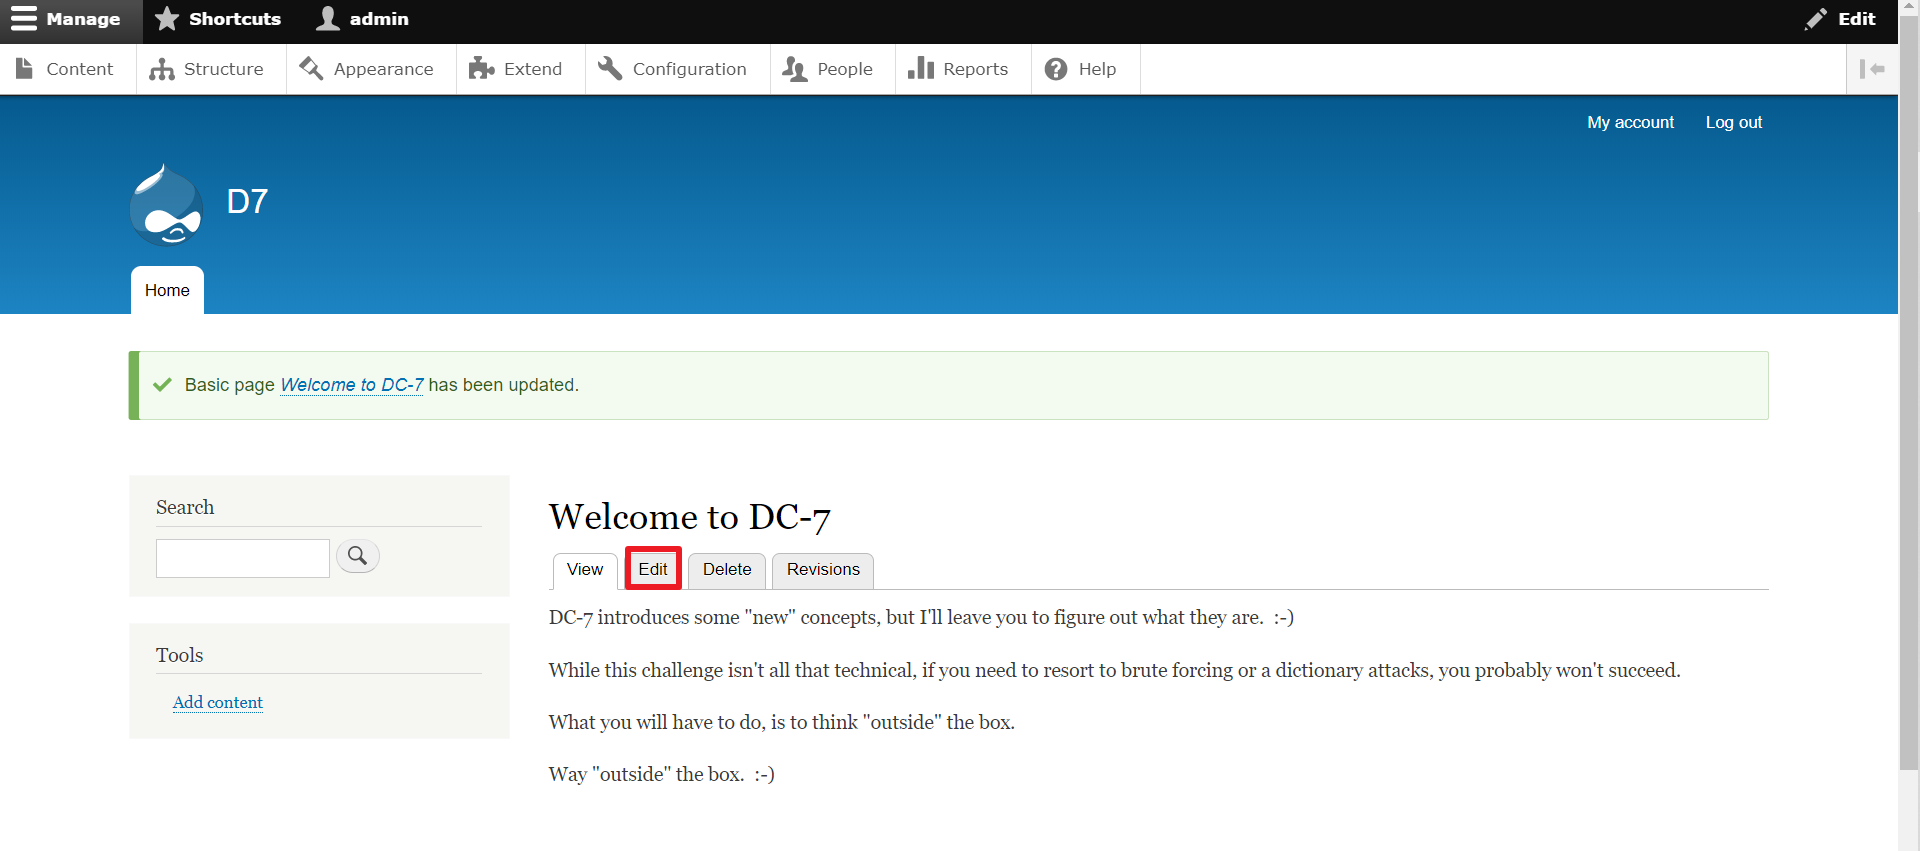 Manage Shortcuts admin Edit
Content Structure Appearance Extend Configuration People Reports Help
My account Log out
D7
Home
Basic page Welcome to DC-7 has been updated.
Search
Tools
Add content
Welcome to DC-7
View Edit Delete Revisions
DC-7 introduces some "new" concepts, but I'll leave you to figure out what they are.  :-)
While this challenge isn't all that technical, if you need to resort to brute forcing or a dictionary attacks, you probably won't succeed.
What you will have to do, is to think "outside" the box.
Way "outside" the box.  :-)